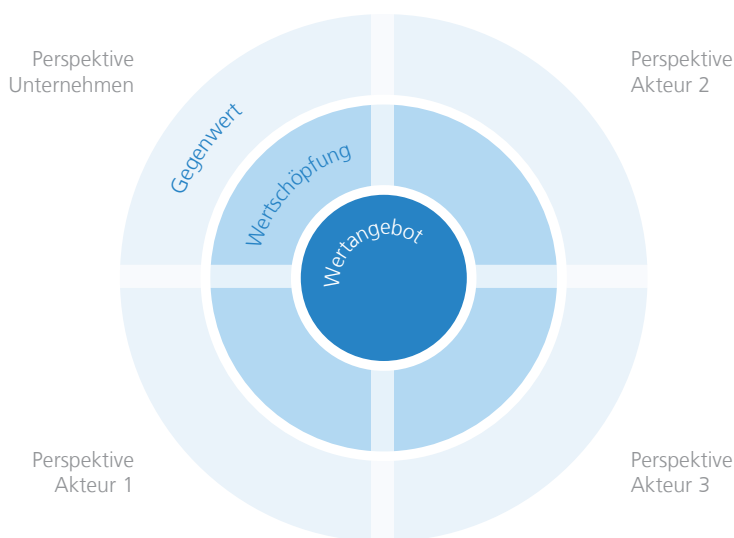 Perspektive
Unternehmen
Perspektive
Akteur 2
Gegenwert
Wertschöpfung
Wertangebot
Perspektive
Akteur 1
Perspektive
Akteur 3